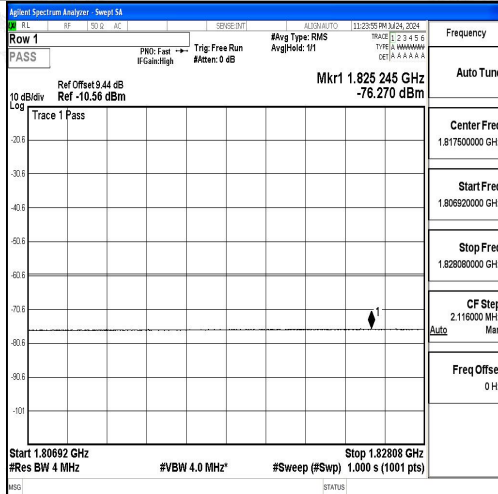 Agilent Spectrum Analyzer - Swept SA
RL RF 50 Ω AC SENSE:INT ALIGNAUTO 11:23:55 PM Jul 24, 2024
Row 1
PASS
PNO: Fast
IFGain:High
Trig: Free Run
#Atten: 0 dB
#Avg Type: RMS
Avg|Hold: 1/1
TRACE 1 2 3 4 5 6
TYPE A WWWWW
DET A A A A A A
Ref Offset 9.44 dB
Ref -10.56 dBm
10 dB/div
Log
Mkr1 1.825 245 GHz
-76.270 dBm
Trace 1 Pass
-20.6
-30.6
-40.6
-50.6
-60.6
-70.6
-80.6
-90.6
-101
1
Start 1.80692 GHz
Stop 1.82808 GHz
#Res BW 4 MHz
#VBW 4.0 MHz*
#Sweep (#Swp) 1.000 s (1001 pts)
MSG
STATUS
Frequency
Auto Tune
Center Freq
1.817500000 GHz
Start Freq
1.806920000 GHz
Stop Freq
1.828080000 GHz
CF Step
2.116000 MHz
Auto Man
Freq Offset
0 Hz